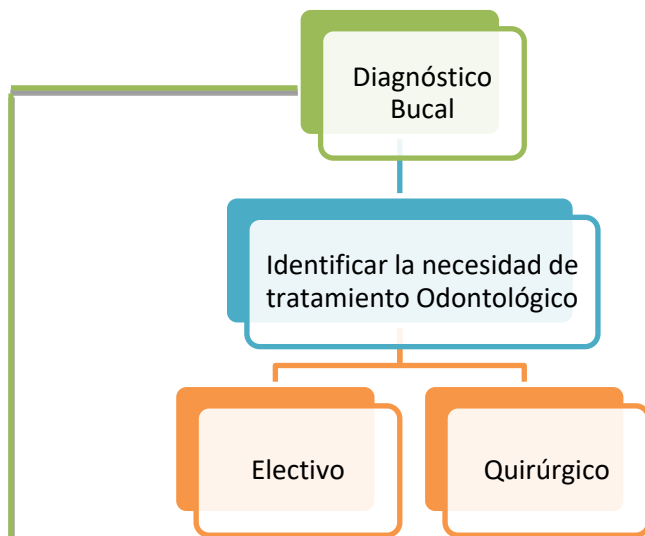 Diagnóstico
Bucal
Identificar la necesidad de
tratamiento Odontológico
Electivo
Quirúrgico